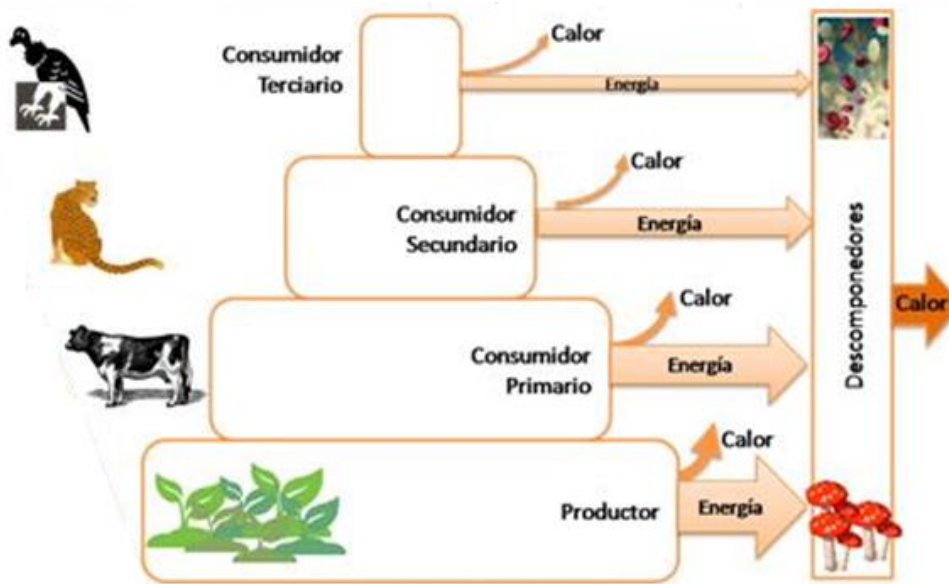 Consumidor
Terciario
Calor
Energía
Consumidor
Secundario
Calor
Energía
Consumidor
Primario
Calor
Energía
Productor
Calor
Energía
Descomponedores
Calor